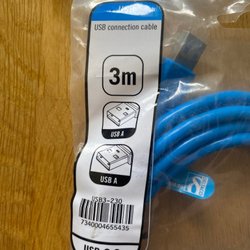 USB connection cable
3m
USB A
USB A
USB3-230
7340004655435